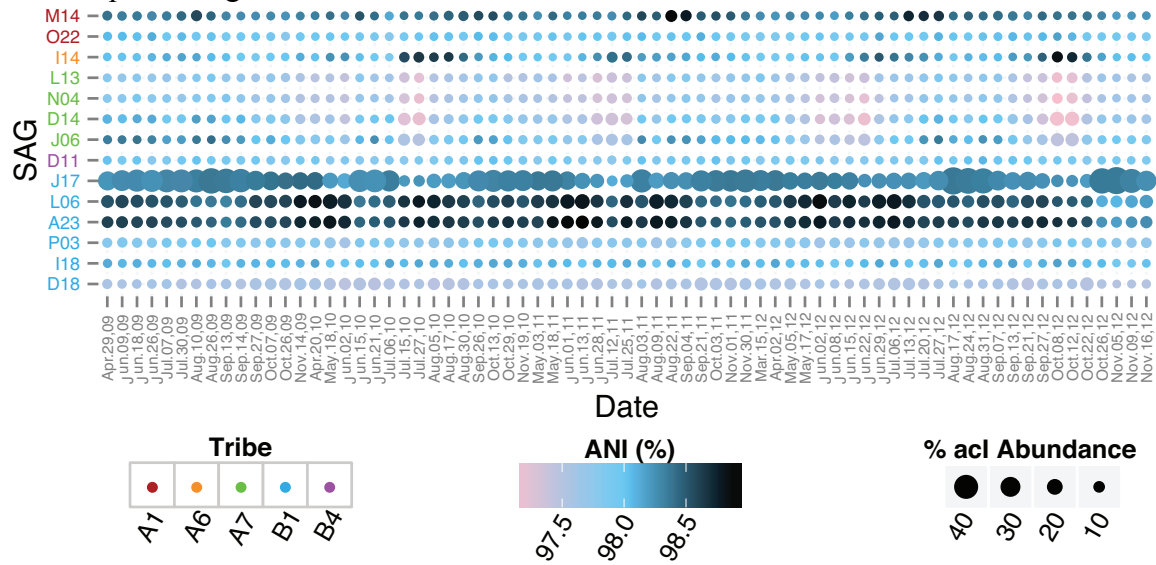 M14
O22
I14
L13
N04
D14
J06
D11
J17
L06
A23
P03
I18
D18
SAG
Apr.29,09
Jun.09,09
Jun.18,09
Jun.26,09
Jul.07,09
Jul.30,09
Aug.10,09
Aug.26,09
Sep.13,09
Sep.14,09
Sep.27,09
Oct.07,09
Oct.26,09
Nov.14,09
Apr.20,10
May.18,10
Jun.02,10
Jun.15,10
Jun.21,10
Jul.06,10
Jul.15,10
Jul.27,10
Aug.05,10
Aug.17,10
Aug.30,10
Sep.26,10
Oct.13,10
Oct.29,10
Nov.19,10
May.03,11
May.18,11
Jun.01,11
Jun.13,11
Jun.28,11
Jul.12,11
Jul.25,11
Aug.03,11
Aug.09,11
Aug.22,11
Sep.04,11
Sep.21,11
Oct.03,11
Nov.01,11
Nov.30,11
Mar.15,12
Apr.02,12
May.05,12
May.17,12
Jun.02,12
Jun.15,12
Jun.22,12
Jun.29,12
Jul.06,12
Jul.13,12
Jul.20,12
Jul.27,12
Aug.17,12
Aug.24,12
Aug.31,12
Sep.07,12
Sep.13,12
Sep.21,12
Sep.27,12
Oct.08,12
Oct.12,12
Oct.22,12
Oct.26,12
Nov.05,12
Nov.09,12
Nov.16,12
Date
Tribe
A1
A6
A7
B1
B4
ANI (%)
97.5
98.0
98.5
% acI Abundance
40
30
20
10